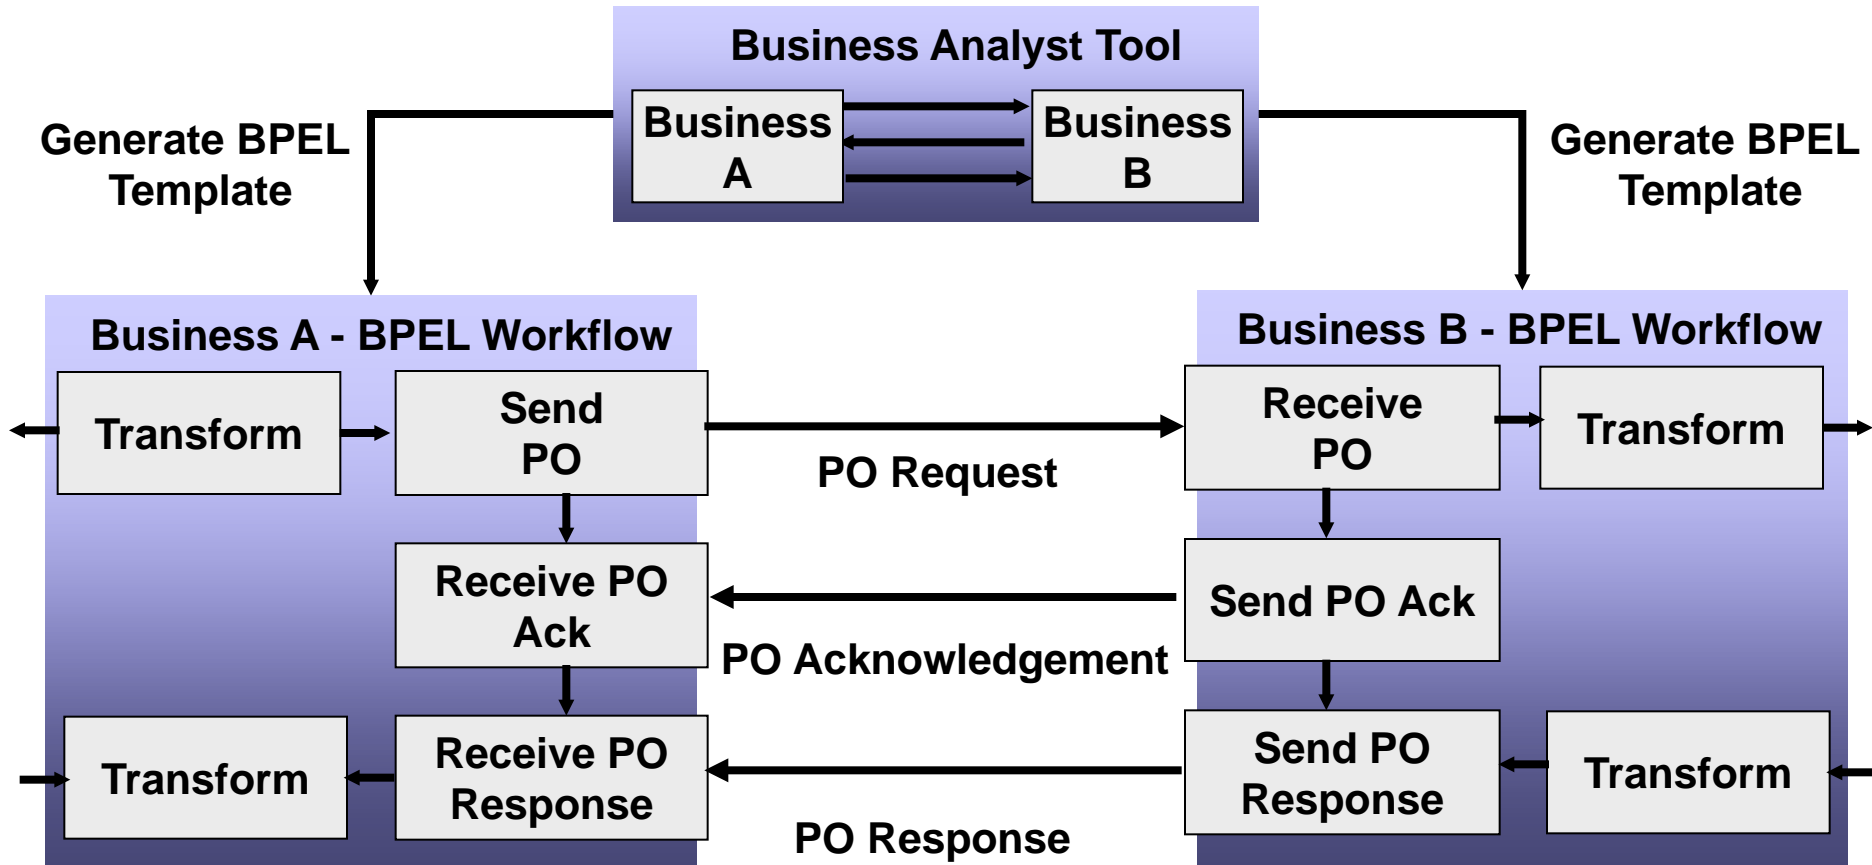 Business Analyst Tool
Business
A
Business
B
Generate BPEL
Template
Generate BPEL
Template
Business A - BPEL Workflow
Transform
Send
PO
Receive PO
Ack
Transform
Receive PO
Response
PO Request
PO Acknowledgement
PO Response
Business B - BPEL Workflow
Receive
PO
Transform
Send PO Ack
Send PO
Response
Transform